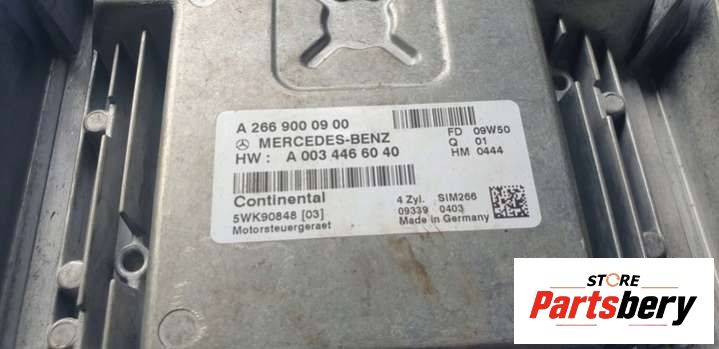 A 266 900 09 00
MERCEDES-BENZ
HW : A 003 446 60 40
FD 09W50
Q 01
HM 0444
Continental
5WK90848 [03]
Motorsteuergeraet
4 Zyl. SIM266
09339 0403
Made in Germany
STORE
Partsbery